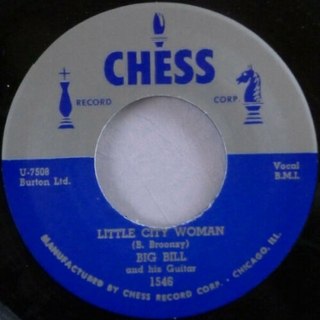 CHESS
RECORD CORP
U-7508
Burton Ltd.
Vocal
B.M.I.
LITTLE CITY WOMAN
(B. Broonzy)
BIG BILL
and his Guitar
1546
MANUFACTURED BY CHESS RECORD CORP. CHICAGO, ILL.